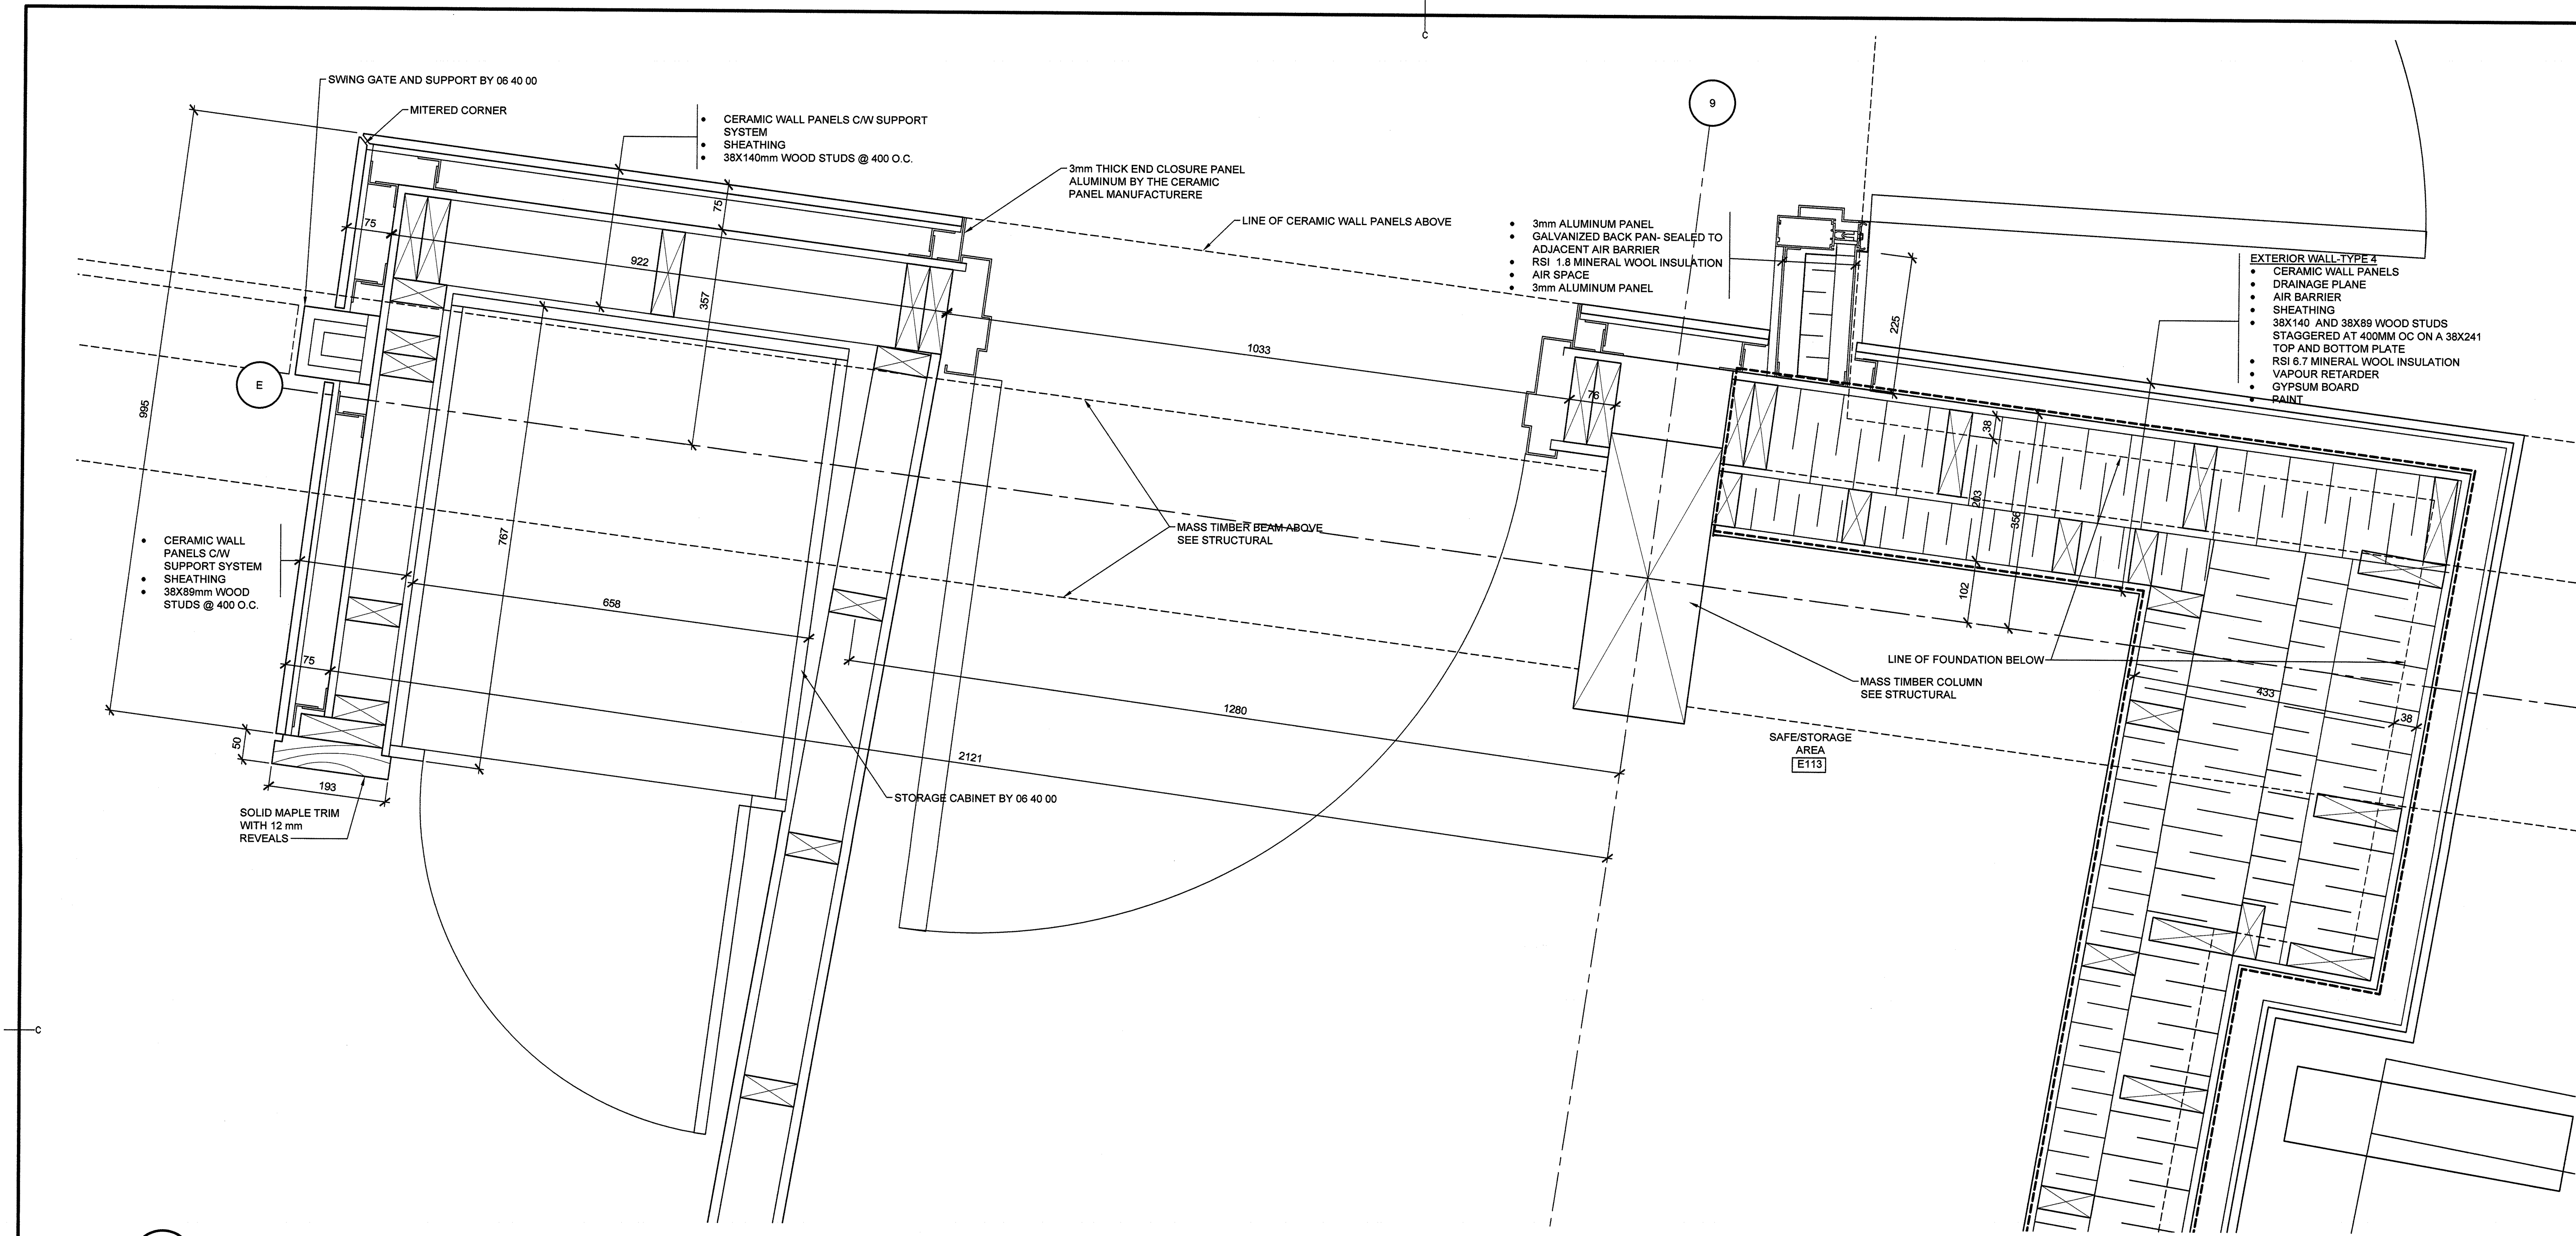 C
SWING GATE AND SUPPORT BY 06 40 00
MITERED CORNER
• CERAMIC WALL PANELS C/W SUPPORT
SYSTEM
• SHEATHING
• 38X140mm WOOD STUDS @ 400 O.C.
3mm THICK END CLOSURE PANEL
ALUMINUM BY THE CERAMIC
PANEL MANUFACTURERE
LINE OF CERAMIC WALL PANELS ABOVE
9
• 3mm ALUMINUM PANEL
• GALVANIZED BACK PAN- SEALED TO
ADJACENT AIR BARRIER
• RSI 1.8 MINERAL WOOL INSULATION
• AIR SPACE
• 3mm ALUMINUM PANEL
EXTERIOR WALL-TYPE 4
• CERAMIC WALL PANELS
• DRAINAGE PLANE
• AIR BARRIER
• SHEATHING
• 38X140 AND 38X89 WOOD STUDS
STAGGERED AT 400MM OC ON A 38X241
TOP AND BOTTOM PLATE
• RSI 6.7 MINERAL WOOL INSULATION
• VAPOUR RETARDER
• GYPSUM BOARD
• PAINT
75
75
922
357
1033
76
225
38
203
356
102
E
995
767
658
MASS TIMBER BEAM ABOVE
SEE STRUCTURAL
• CERAMIC WALL
PANELS C/W
SUPPORT SYSTEM
• SHEATHING
• 38X89mm WOOD
STUDS @ 400 O.C.
75
1280
2121
LINE OF FOUNDATION BELOW
MASS TIMBER COLUMN
SEE STRUCTURAL
433
38
SAFE/STORAGE
AREA
E113
50
193
STORAGE CABINET BY 06 40 00
SOLID MAPLE TRIM
WITH 12 mm
REVEALS
C